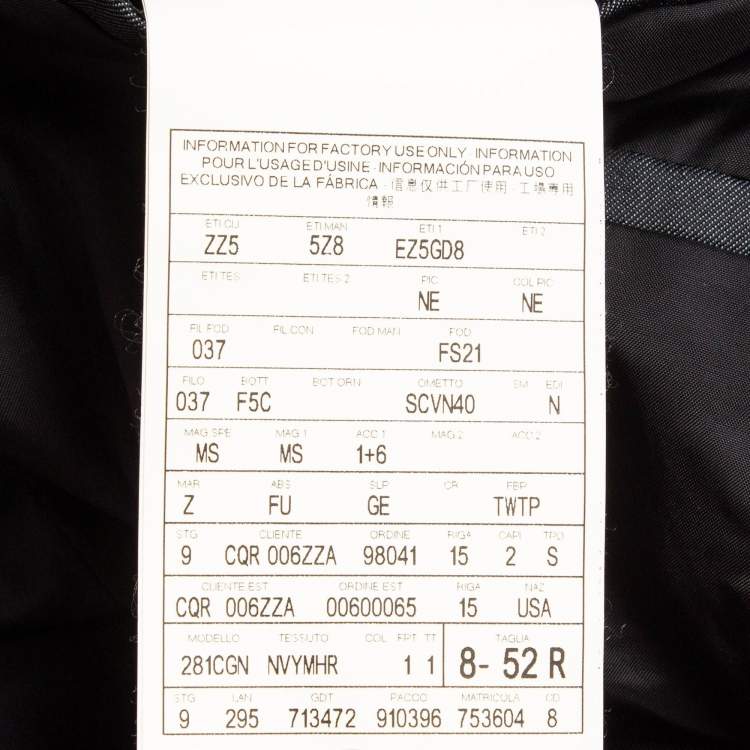 INFORMATION FOR FACTORY USE ONLY INFORMATION
POUR L'USAGE D'USINE - INFORMACIÓN PARA USO
EXCLUSIVO DE LA FÁBRICA - 信息仅供工厂使用 - 工場専用
情報
ETI CU ETI MAN ETI 1 ETI 2
ZZ5 5Z8 EZ5GD8
ETI TES ETI TES 2 PIC COL PIC
NE NE
FIL FOD FIL CON FOD MAN FOD
037 FS21
FILO BOTT BOT ORN OMETTO SM EDI
037 F5C SCVN40 N
MAG SPE MAG 1 ACC 1 MAG 2 ACC 2
MS MS 1+6
MAR ABS SLP CR FBP
Z FU GE TWTP
STG CLIENTE ORDINE RIGA CAPI TPO
9 CQR 006ZZA 98041 15 2 S
CLIENTE EST ORDINE EST RIGA NAZ
CQR 006ZZA 00600065 15 USA
MODELLO TESSUTO COL FPT TT TAGLIA
281CGN NVYMHR 1 1 8- 52 R
STG LAN GDT PACCO MATRICULA CD
9 295 713472 910396 753604 8